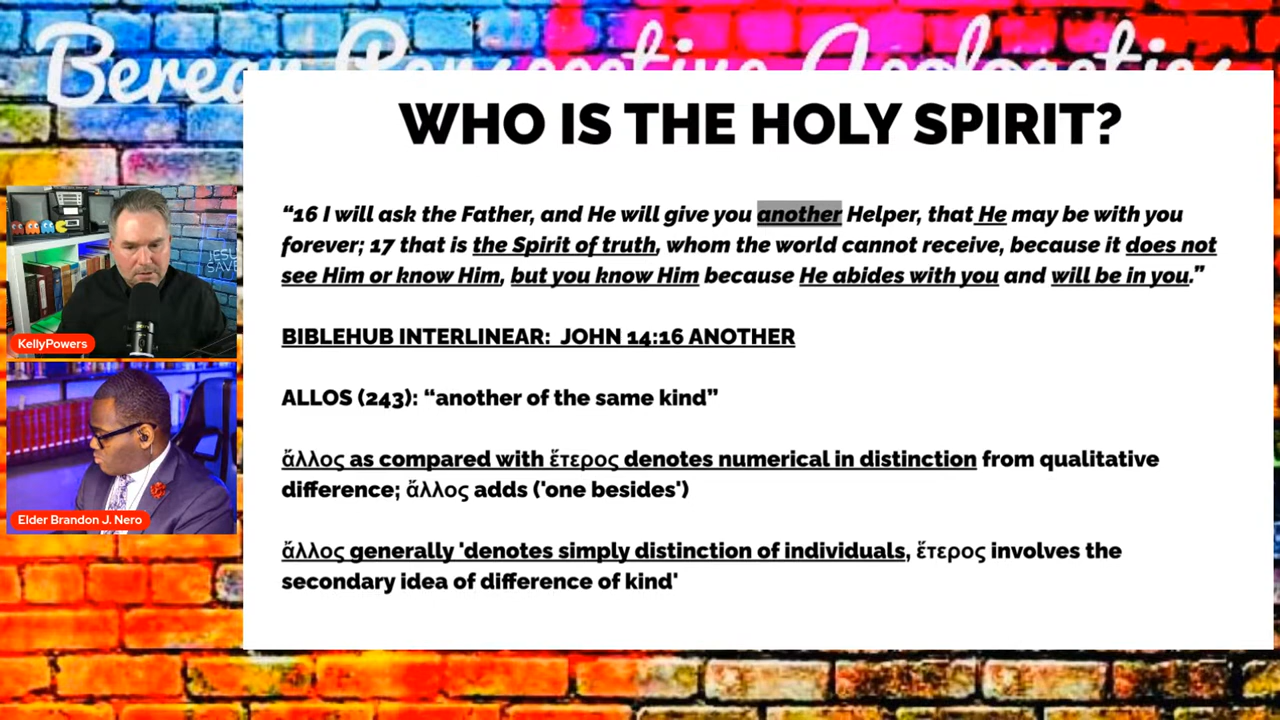 Berean Perspective Apologetics
WHO IS THE HOLY SPIRIT?
“16 I will ask the Father, and He will give you another Helper, that He may be with you
forever; 17 that is the Spirit of truth, whom the world cannot receive, because it does not
see Him or know Him, but you know Him because He abides with you and will be in you.”
BIBLEHUB INTERLINEAR: JOHN 14:16 ANOTHER
ALLOS (243): “another of the same kind”
ἄλλος as compared with ἕτερος denotes numerical in distinction from qualitative
difference; ἄλλος adds ('one besides')
ἄλλος generally 'denotes simply distinction of individuals, ἕτερος involves the
secondary idea of difference of kind'
JESUS
SAVES
KellyPowers
Elder Brandon J. Nero